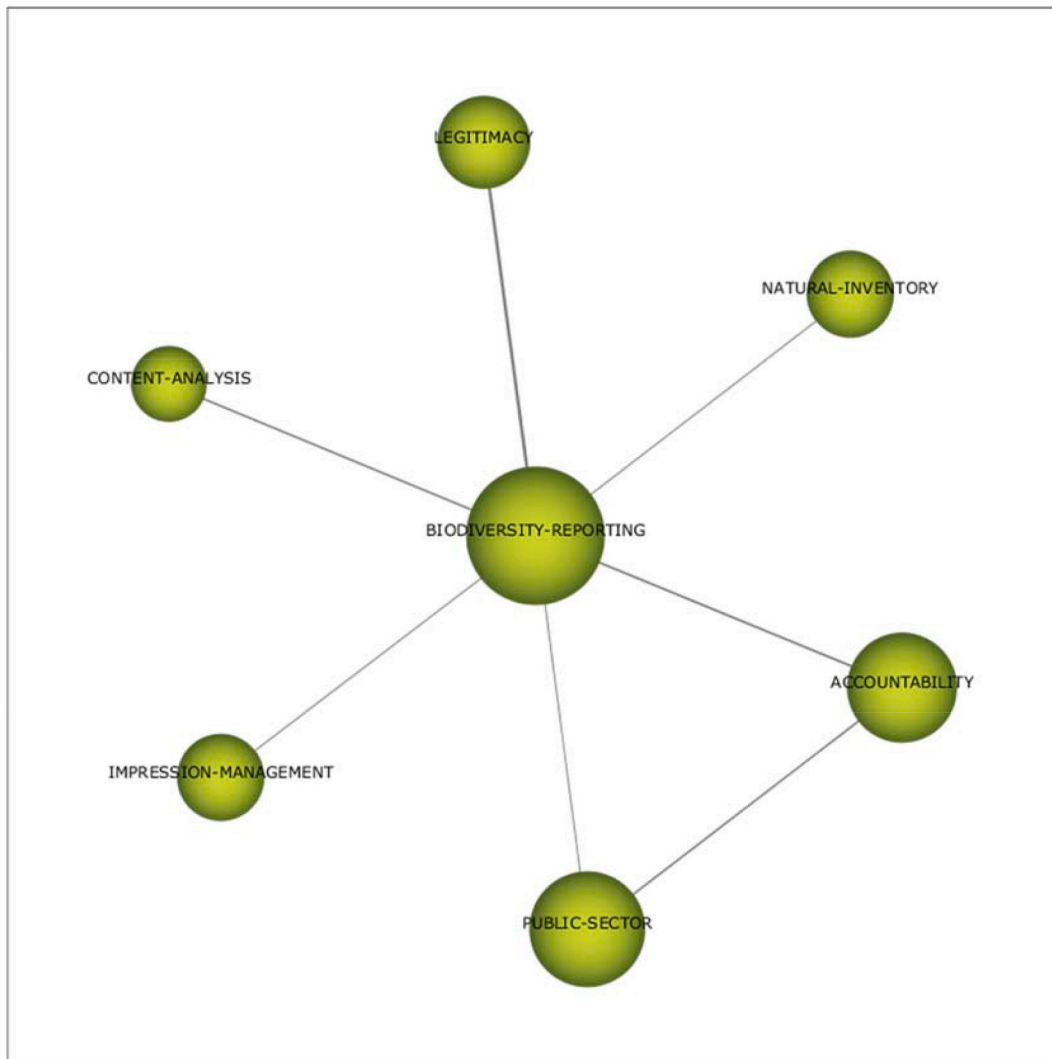 LEGITIMACY
NATURAL-INVENTORY
CONTENT-ANALYSIS
BIODIVERSITY-REPORTING
ACCOUNTABILITY
IMPRESSION-MANAGEMENT
PUBLIC-SECTOR